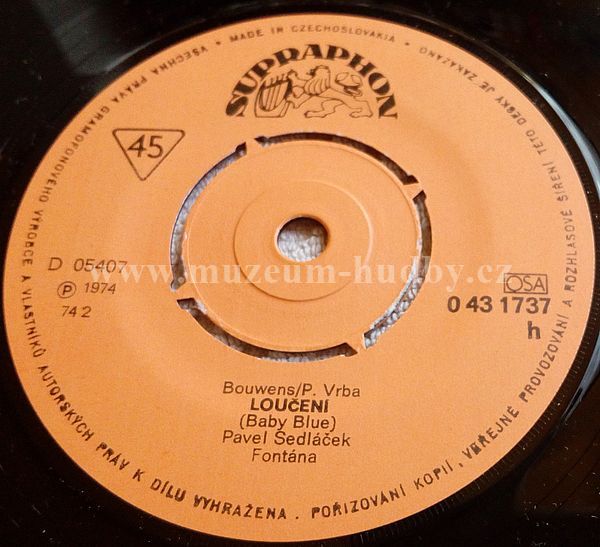 VŠECHNA PRÁVA GRAMOFONOVÉHO VÝROBCE A VLASTNÍKŮ AUTORSKÝCH PRÁV K DÍLU VYHRAŽENA. POŘIZOVÁNÍ KOPIÍ, VEŘEJNÉ PROVOZOVÁNÍ A ROZHLASOVÉ ŠÍŘENÍ TÉTO DESKY JE ZAKÁZÁNO • MADE IN CZECHOSLOVAKIA •
SUPRAPHON
45
D 05407
Ⓟ 1974
74 2
www.muzeum-hudby.cz
OSA
0 43 1737
h
Bouwens/P. Vrba
LOUČENÍ
(Baby Blue)
Pavel Sedláček
Fontána